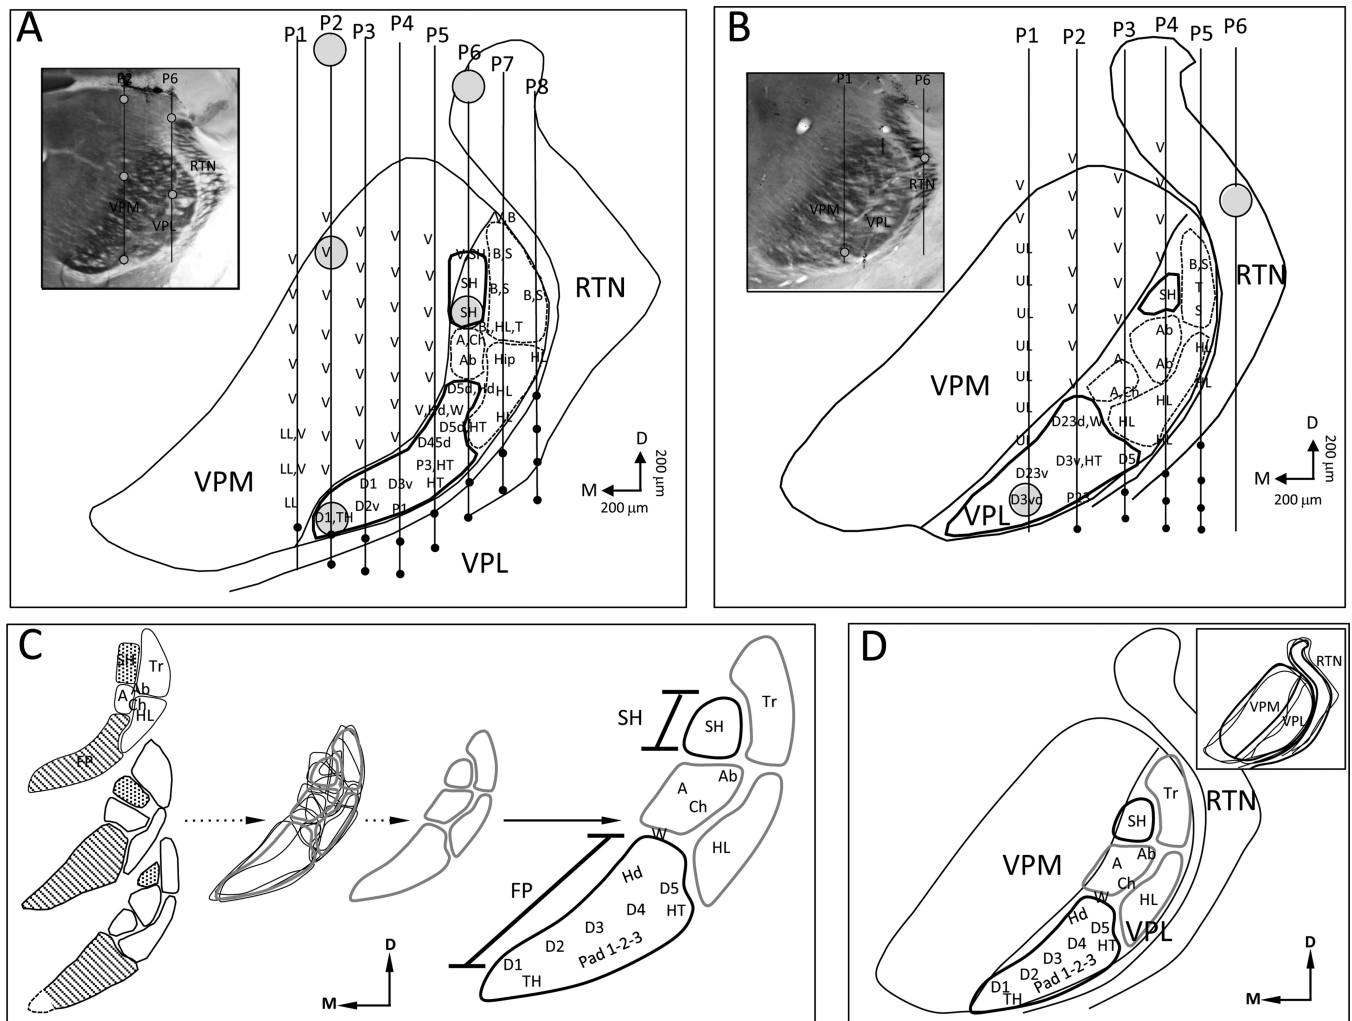 A
P1
P2
P3
P4
P5
P6
P7
P8
P2
P6
RTN
VPM
VPL
V
V,B
V
V
V
V
V,SH
B,S
V
V
V
V
V
SH
B,S
B,S
V
V
V
V
V
SH
B,HL,T
V
V
V
V
V
A,Ch
Ab
Hip
HL
V
V
V
V
V
D5d,Hd
HL
V
V
V
V
V,Hd,W
HL
LL,V
V
V
V
D5d,HT
D45d
LL,V
V
P3,HT
D1
D3v
HT
LL
D2v
P1
D1,TH
VPM
RTN
VPL
D
M
200 µm
200 µm
B
P1
P2
P3
P4
P5
P6
P1
P6
RTN
VPM
VPL
V
V
V
V
V
V
V
V
V
V
UL
V
V
V
B,S
UL
V
V
SH
T
UL
V
V
Ab
S
UL
V
A
Ab
HL
UL
V
A,Ch
HL
HL
UL
D23d,W
HL
HL
UL
D3v,HT
D5
D23v
D3vd
P23
VPM
VPL
RTN
D
M
200 µm
200 µm
C
SH
Tr
A
Ab
Ch
HL
FP
SH
SH
Tr
A
Ab
Ch
W
HL
FP
Hd
D5
D4
HT
D3
D2
Pad 1-2-3
D1
TH
D
M
D
RTN
VPM
VPL
Tr
RTN
SH
VPM
A
Ab
Ch
W
HL
Hd
D5
VPL
D4
HT
D3
D2
Pad 1-2-3
D1
TH
D
M